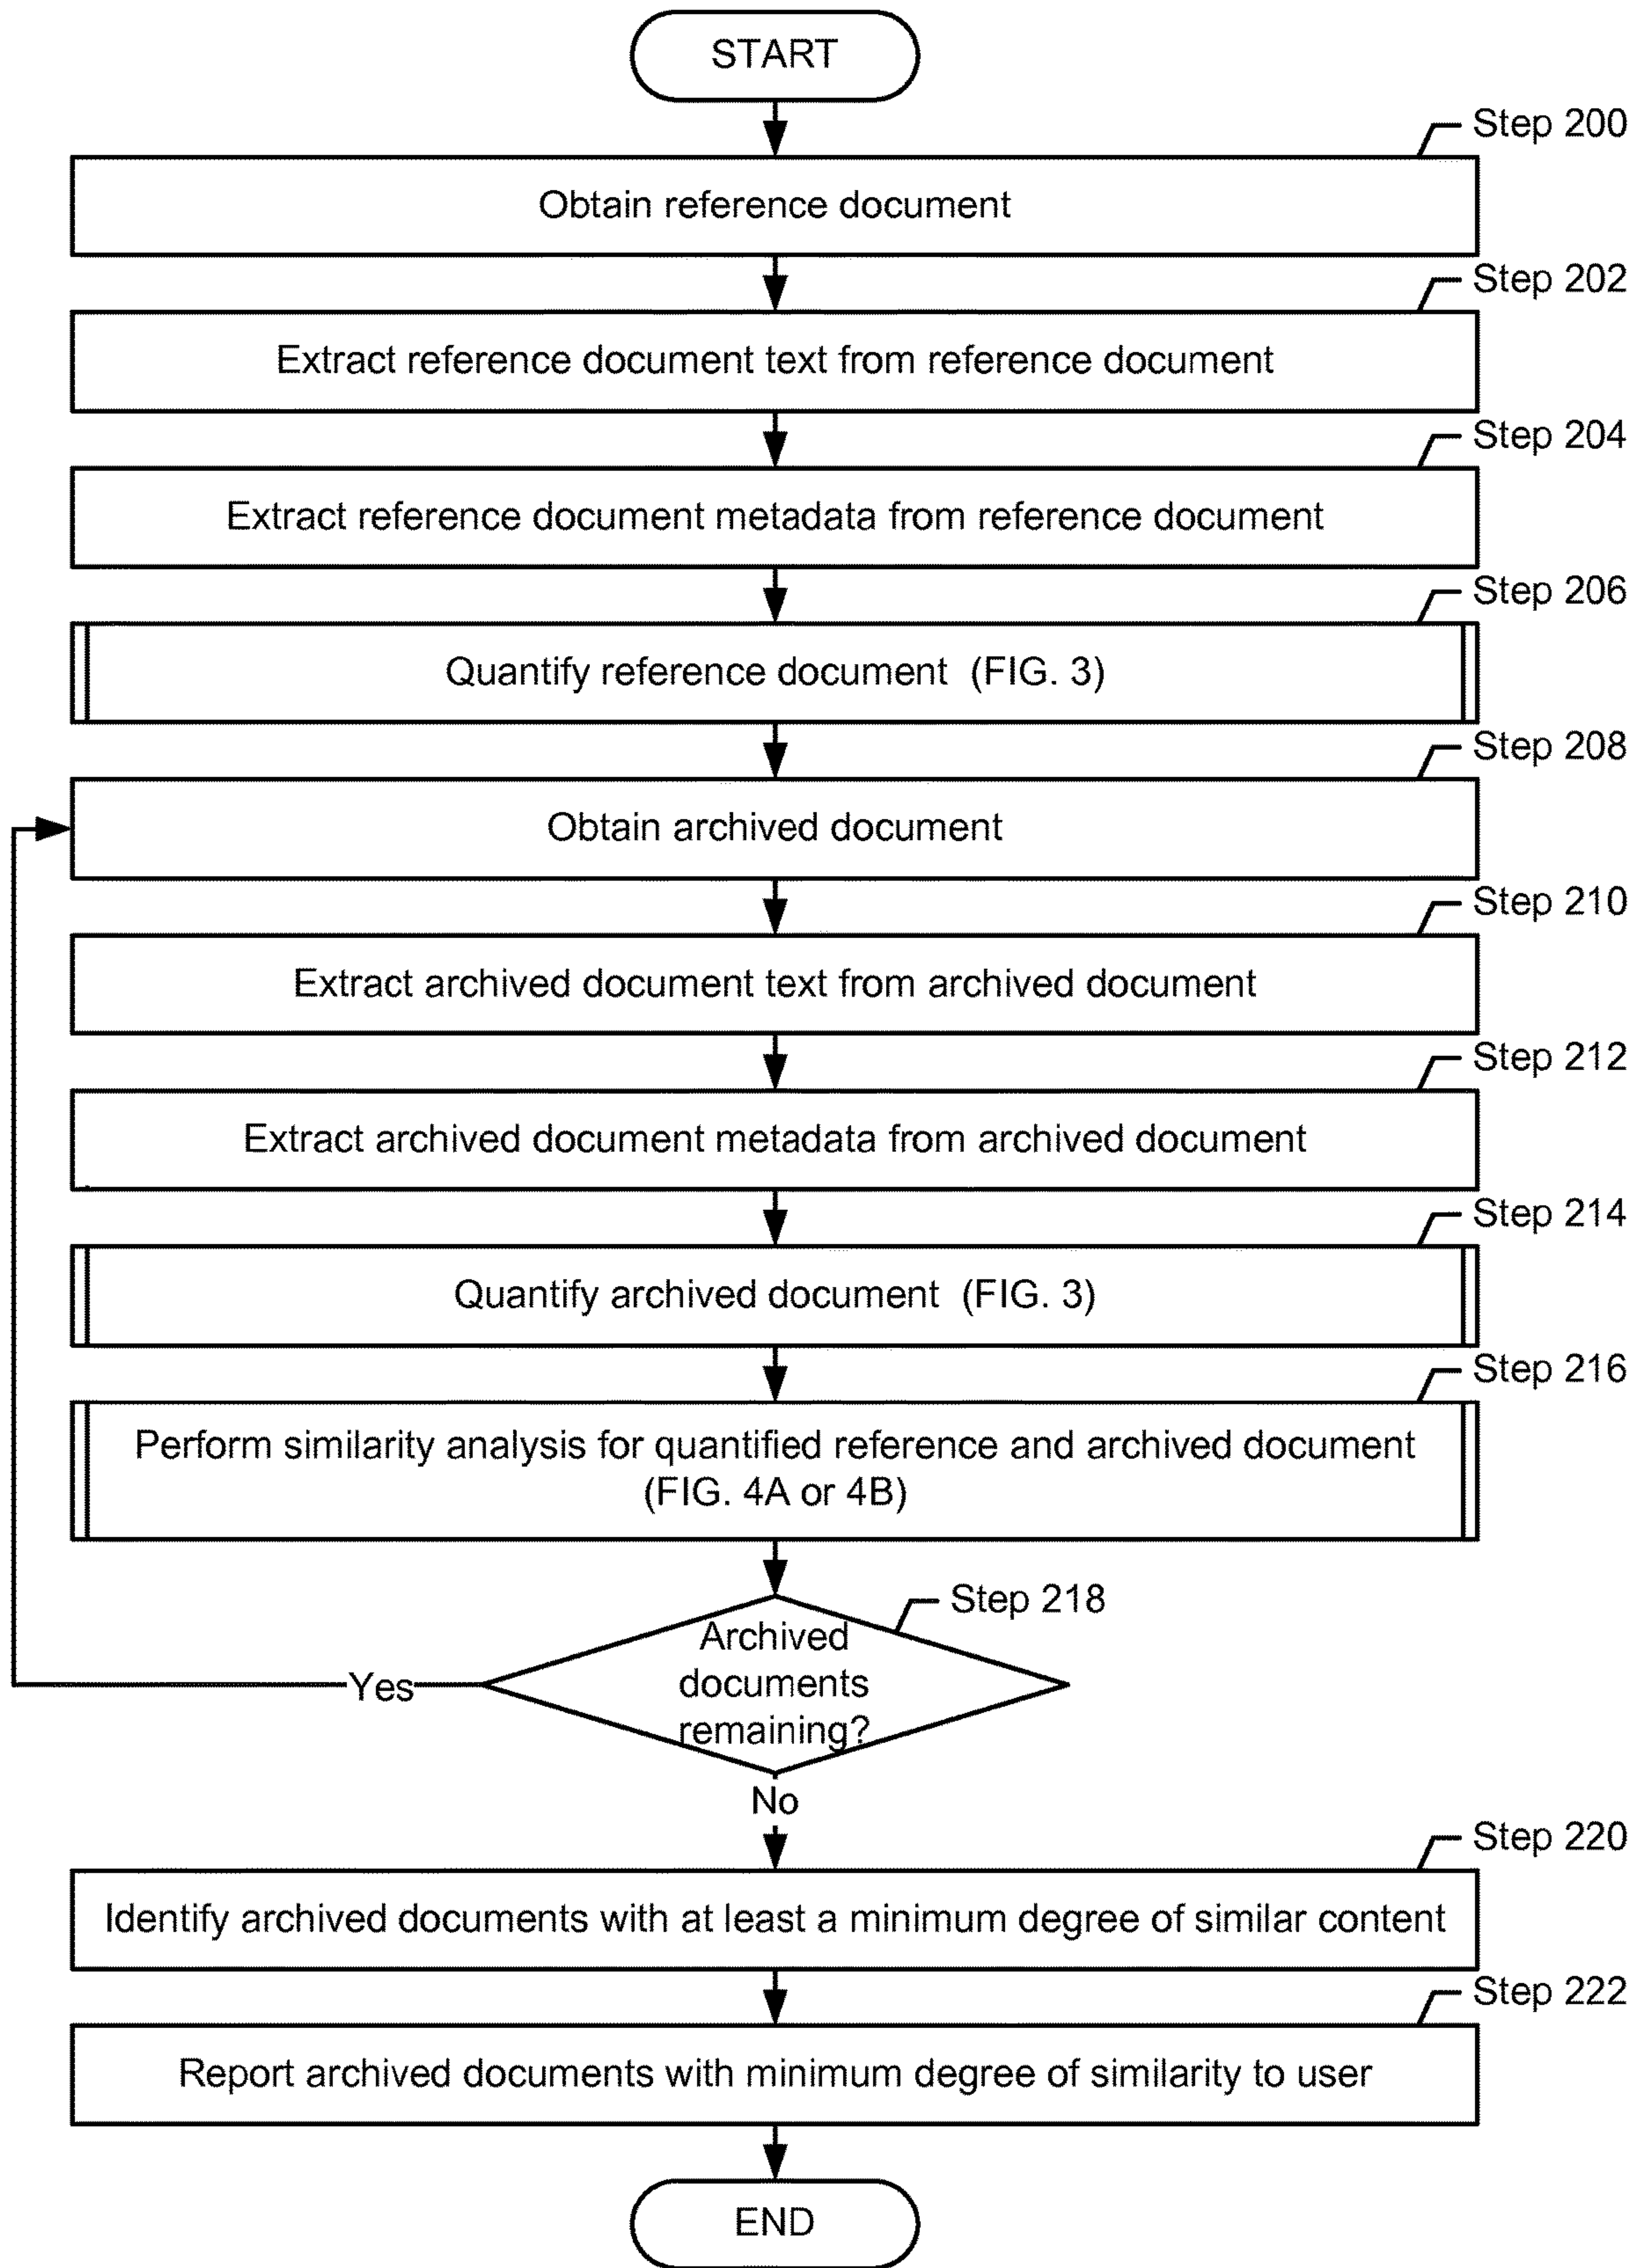 START
Step 200
Obtain reference document
Step 202
Extract reference document text from reference document
Step 204
Extract reference document metadata from reference document
Step 206
Quantify reference document (FIG. 3)
Step 208
Obtain archived document
Step 210
Extract archived document text from archived document
Step 212
Extract archived document metadata from archived document
Step 214
Quantify archived document (FIG. 3)
Step 216
Perform similarity analysis for quantified reference and archived document
(FIG. 4A or 4B)
Step 218
Archived
documents
remaining?
Yes
No
Step 220
Identify archived documents with at least a minimum degree of similar content
Step 222
Report archived documents with minimum degree of similarity to user
END